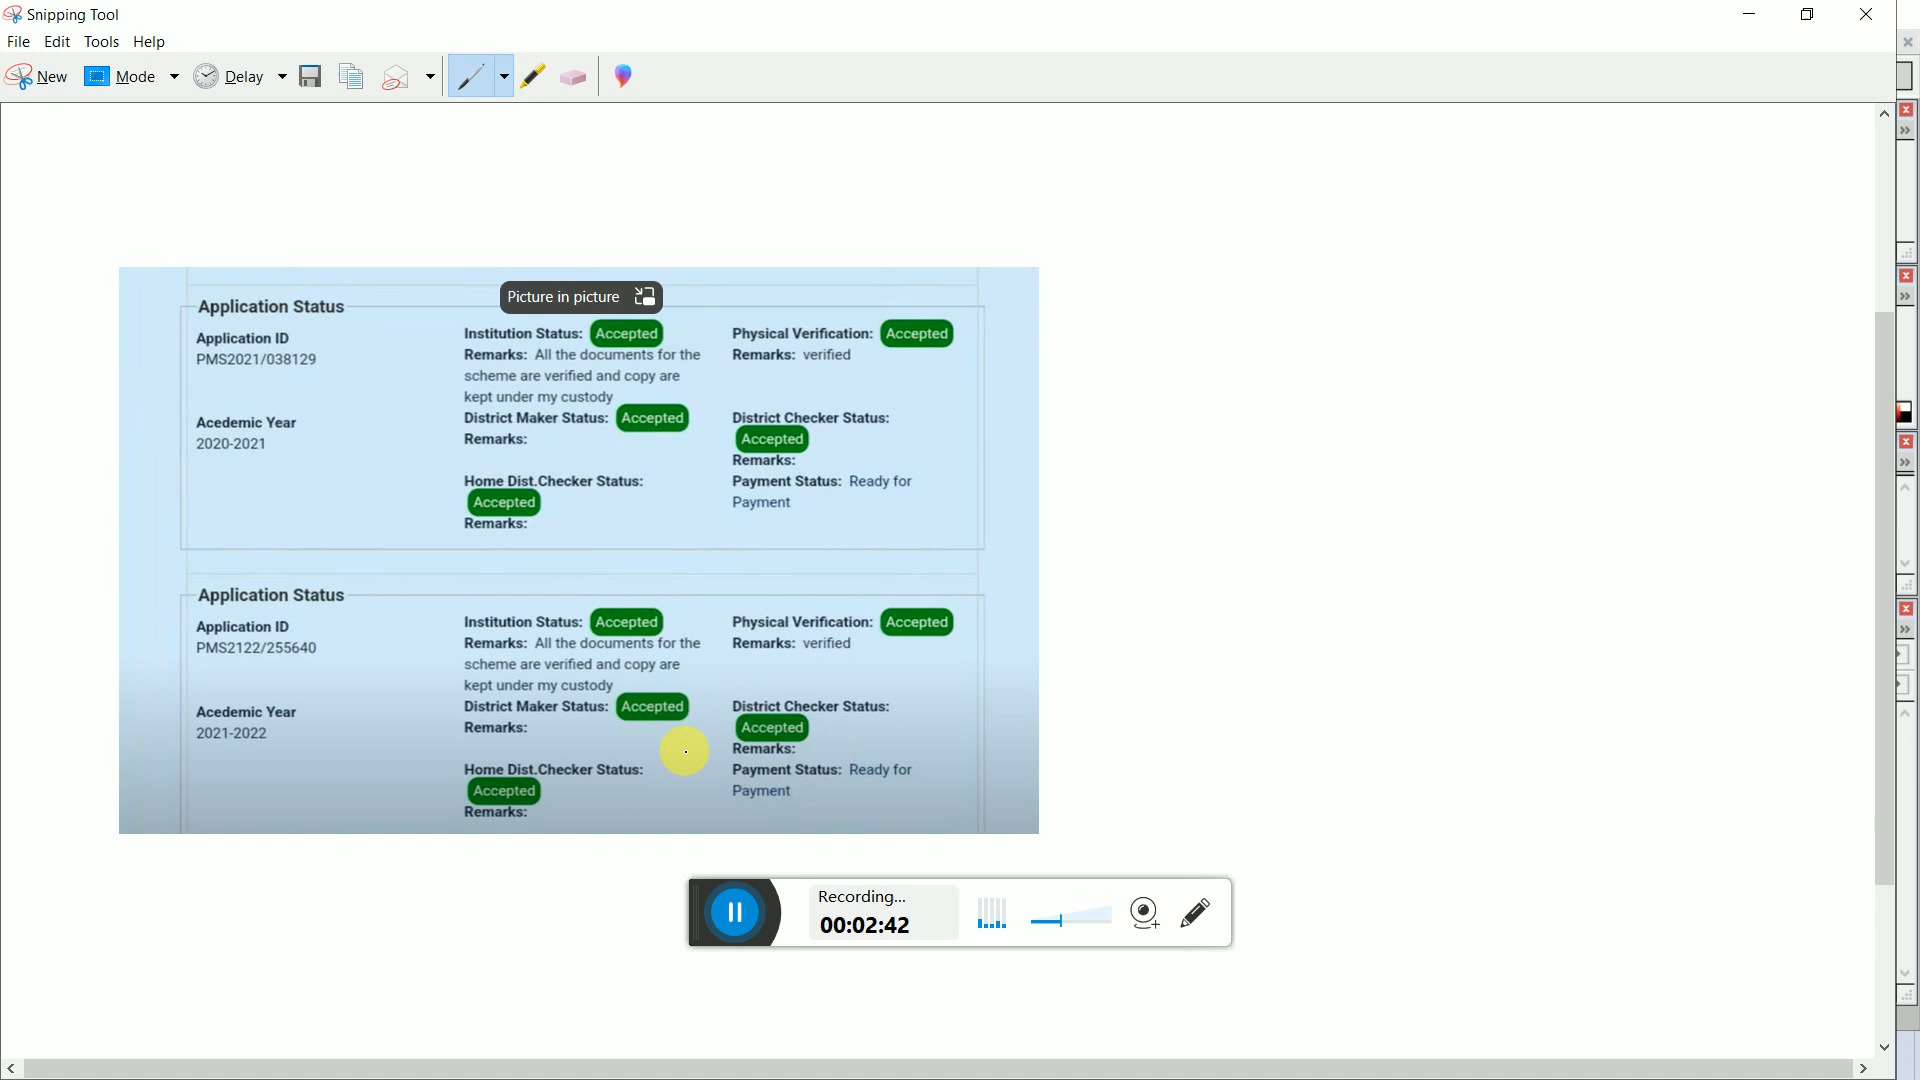 Snipping Tool
File Edit Tools Help
New Mode Delay
Picture in picture
Application Status
Application ID
PMS2021/038129
Acedemic Year
2020-2021
Institution Status: Accepted
Remarks: All the documents for the
scheme are verified and copy are
kept under my custody
District Maker Status: Accepted
Remarks:
Home Dist.Checker Status:
Accepted
Remarks:
Physical Verification: Accepted
Remarks: verified
District Checker Status:
Accepted
Remarks:
Payment Status: Ready for
Payment
Application Status
Application ID
PMS2122/255640
Acedemic Year
2021-2022
Institution Status: Accepted
Remarks: All the documents for the
scheme are verified and copy are
kept under my custody
District Maker Status: Accepted
Remarks:
Home Dist.Checker Status:
Accepted
Remarks:
Physical Verification: Accepted
Remarks: verified
District Checker Status:
Accepted
Remarks:
Payment Status: Ready for
Payment
Recording...
00:02:42